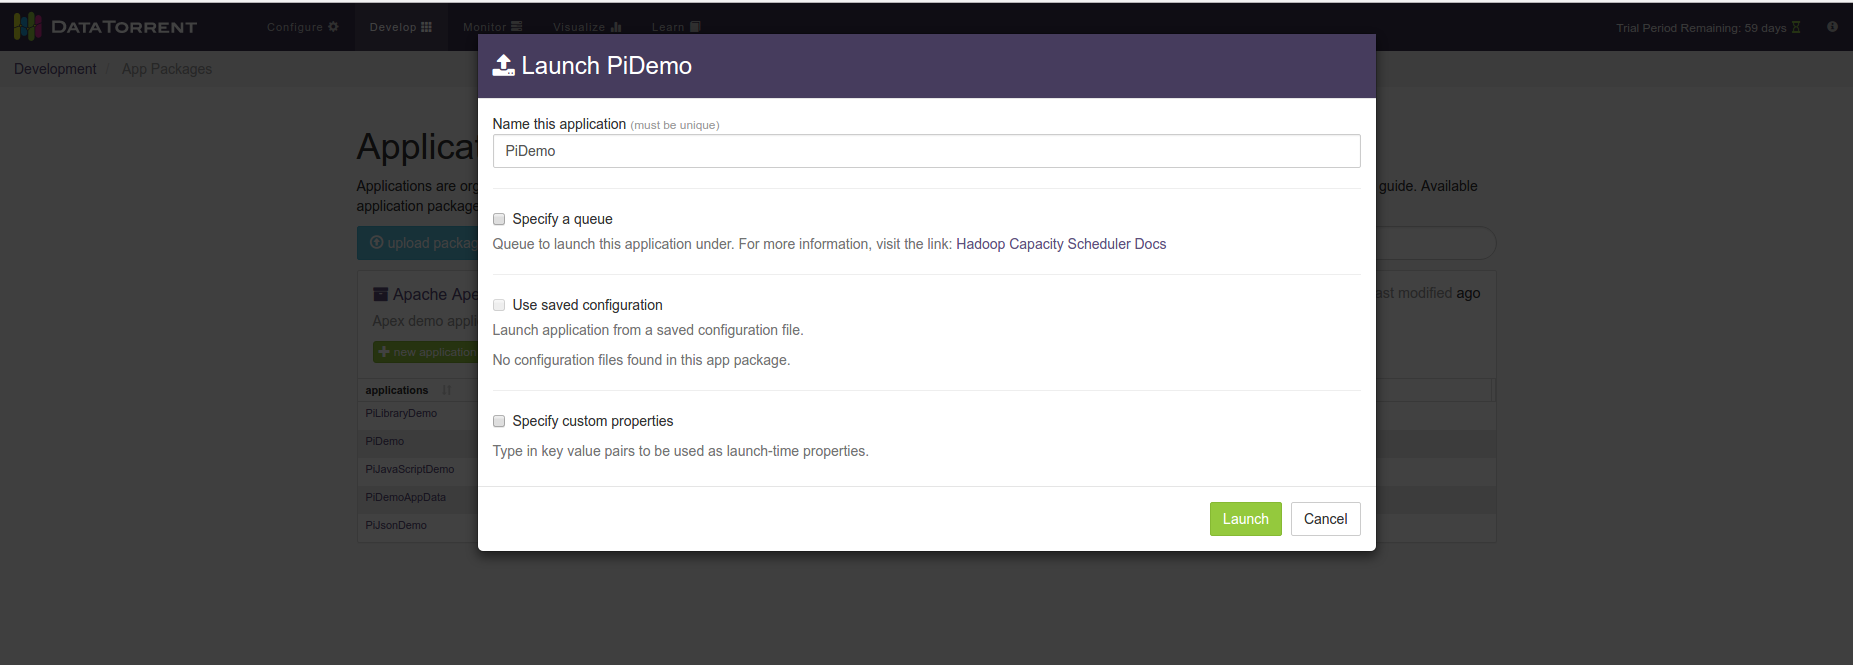 DATATORRENT
Configure Develop Monitor Visualize Learn Trial Period Remaining: 59 days
Development / App Packages
Launch PiDemo
Name this application (must be unique)
PiDemo
Applica
Applications are org guide. Available
application package
Specify a queue
upload packag
Queue to launch this application under. For more information, visit the link: Hadoop Capacity Scheduler Docs
Apache Ape ast modified ago
Use saved configuration
Apex demo appli
Launch application from a saved configuration file.
new application
No configuration files found in this app package.
applications
PiLibraryDemo
Specify custom properties
PiDemo
Type in key value pairs to be used as launch-time properties.
PiJavaScriptDemo
PiDemoAppData
PiJsonDemo
Launch Cancel